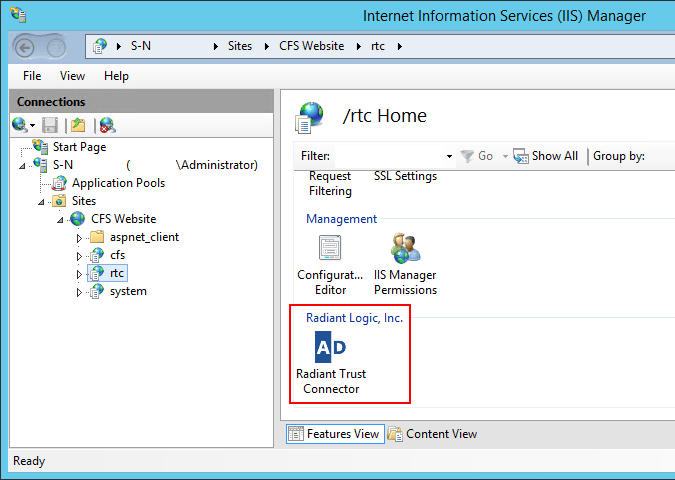 Internet Information Services (IIS) Manager
S-N Sites CFS Website rtc
File View Help
Connections
Start Page
S-N ( \Administrator)
Application Pools
Sites
CFS Website
aspnet_client
cfs
rtc
system
/rtc Home
Filter: Go Show All Group by:
Request
Filtering
SSL Settings
Management
Configurat...
Editor
IIS Manager
Permissions
Radiant Logic, Inc.
AD
Radiant Trust
Connector
Features View Content View
Ready